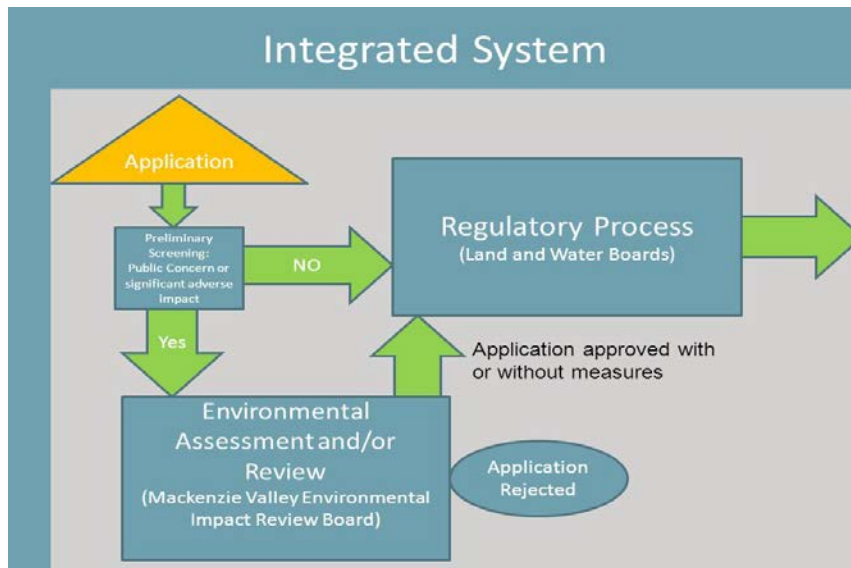 Integrated System
Application
Preliminary
Screening:
Public Concern or
significant adverse
impact
NO
Regulatory Process
(Land and Water Boards)
Yes
Application approved with
or without measures
Environmental
Assessment and/or
Review
(Mackenzie Valley Environmental
Impact Review Board)
Application
Rejected